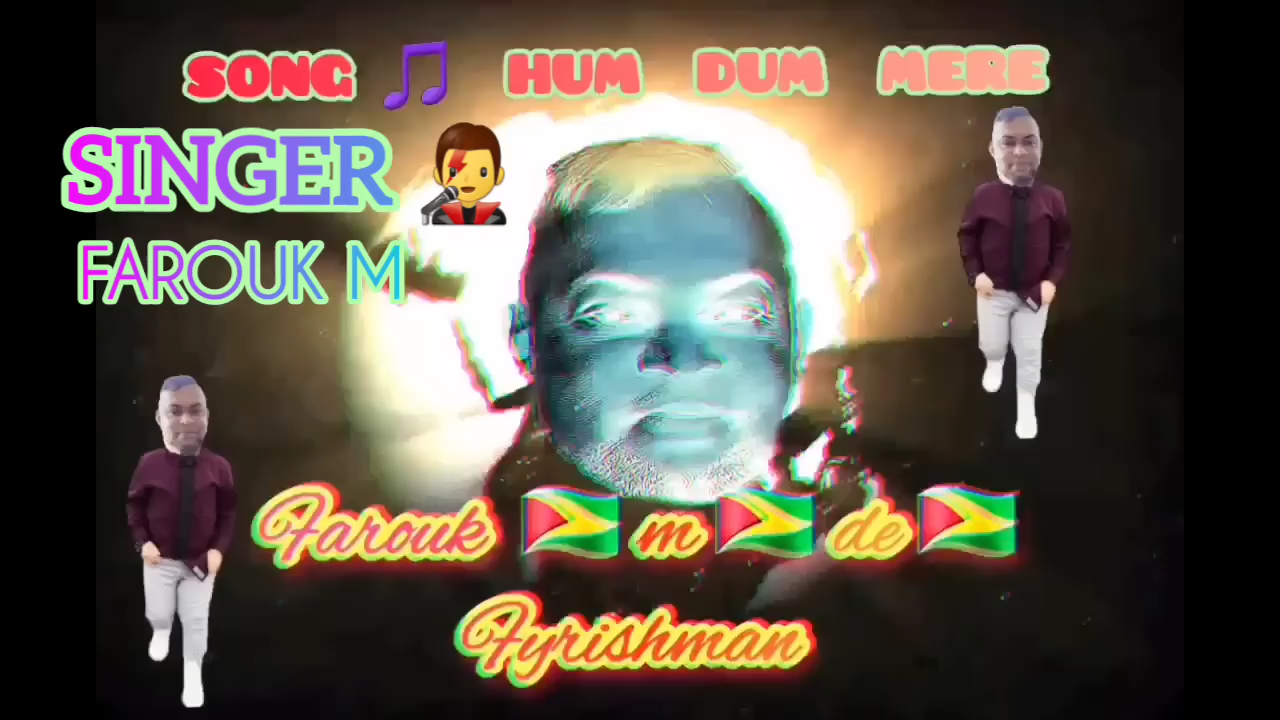 SONG 🎵 HUM DUM MERE
SINGER 👨‍🎤
FAROUK M
Farouk 🇬🇾 m 🇬🇾 de 🇬🇾
Fyrishman